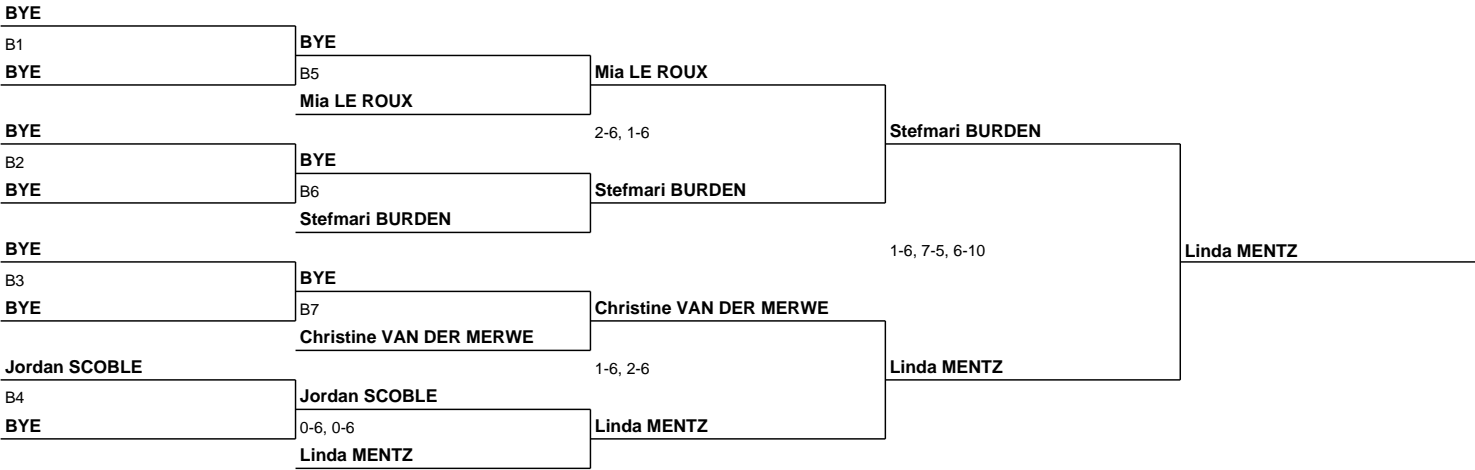 BYE
B1
BYE
BYE
B5
Mia LE ROUX
Mia LE ROUX
BYE
2-6, 1-6
Stefmari BURDEN
B2
BYE
BYE
B6
Stefmari BURDEN
Stefmari BURDEN
BYE
1-6, 7-5, 6-10
Linda MENTZ
B3
BYE
BYE
B7
Christine VAN DER MERWE
Christine VAN DER MERWE
Jordan SCOBLE
1-6, 2-6
Linda MENTZ
B4
Jordan SCOBLE
BYE
0-6, 0-6
Linda MENTZ
Linda MENTZ